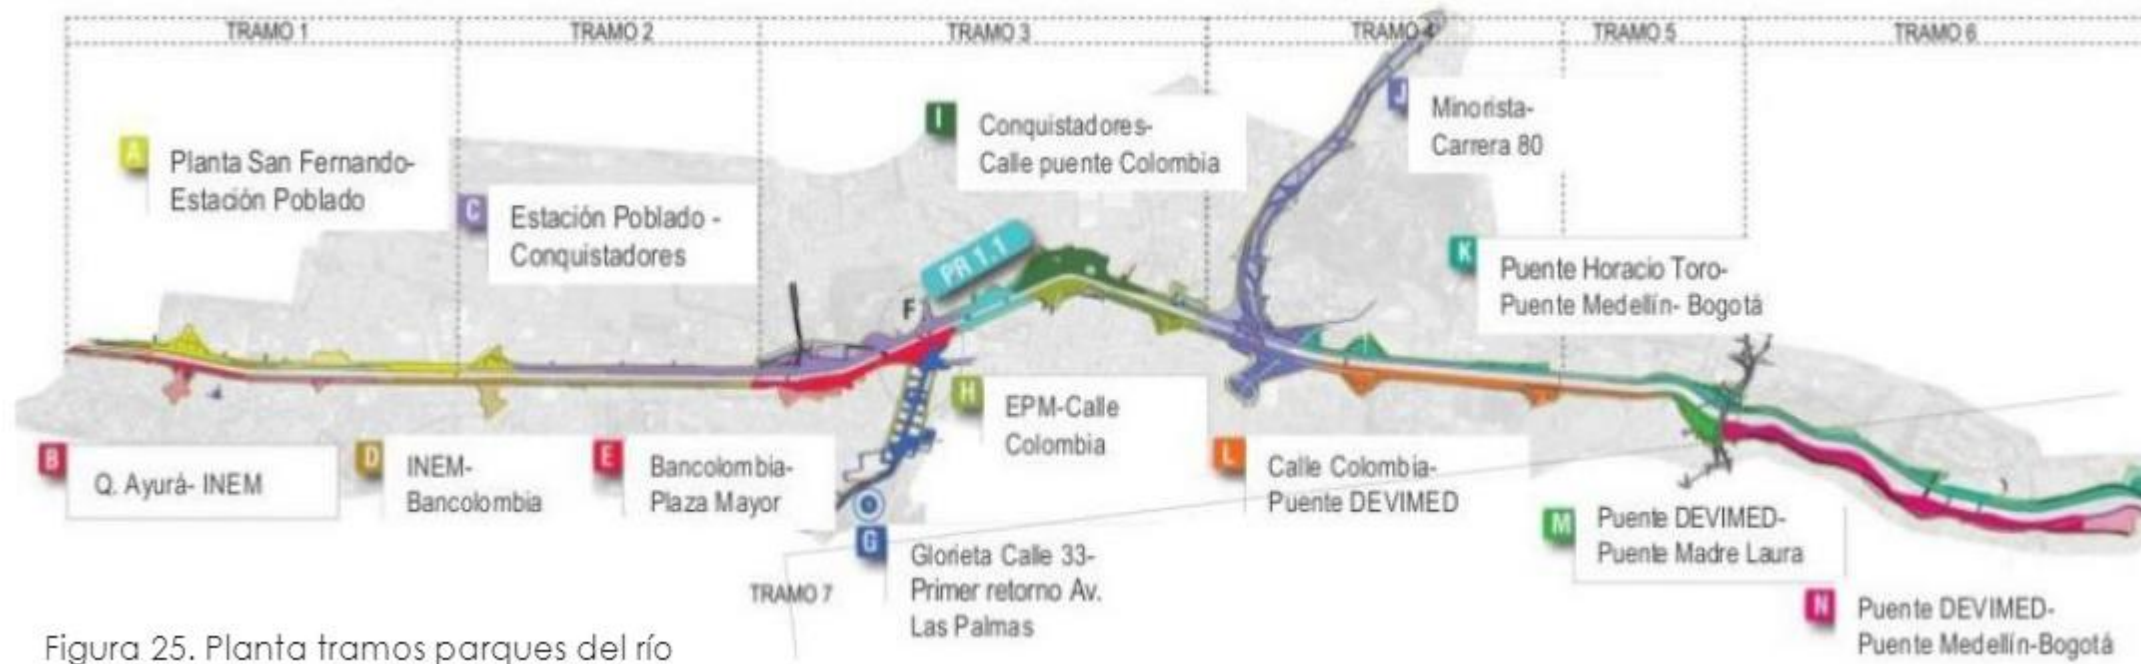 TRAMO 1
TRAMO 2
TRAMO 3
TRAMO 4
TRAMO 5
TRAMO 6
A
Planta San Fernando-
Estación Poblado
C
Estación Poblado -
Conquistadores
I
Conquistadores-
Calle puente Colombia
J
Minorista-
Carrera 80
K
Puente Horacio Toro-
Puente Medellín- Bogotá
PR 1.1
F
B
Q. Ayurá- INEM
D
INEM-
Bancolombia
E
Bancolombia-
Plaza Mayor
H
EPM-Calle
Colombia
L
Calle Colombia-
Puente DEVIMED
G
Glorieta Calle 33-
Primer retorno Av.
Las Palmas
TRAMO 7
M
Puente DEVIMED-
Puente Madre Laura
N
Puente DEVIMED-
Puente Medellín-Bogotá
Figura 25. Planta tramos parques del río